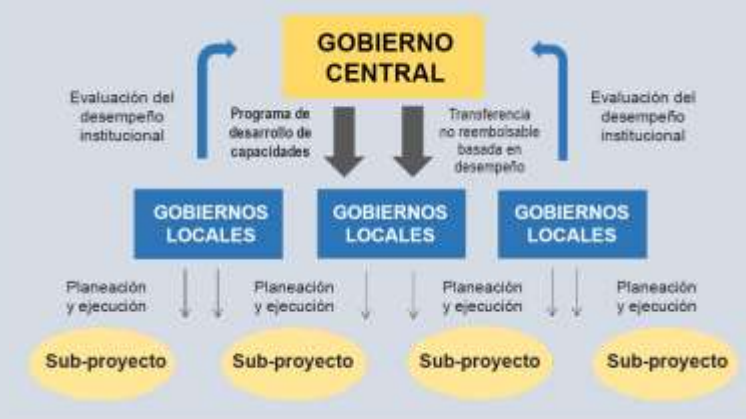 GOBIERNO
CENTRAL
Evaluación del
desempeño
institucional
Programa de
desarrollo de
capacidades
Transferencia
no reembolsable
basada en
desempeño
Evaluación del
desempeño
institucional
GOBIERNOS
LOCALES
GOBIERNOS
LOCALES
GOBIERNOS
LOCALES
Planeación
y ejecución
Planeación
y ejecución
Planeación
y ejecución
Planeación
y ejecución
Sub-proyecto
Sub-proyecto
Sub-proyecto
Sub-proyecto